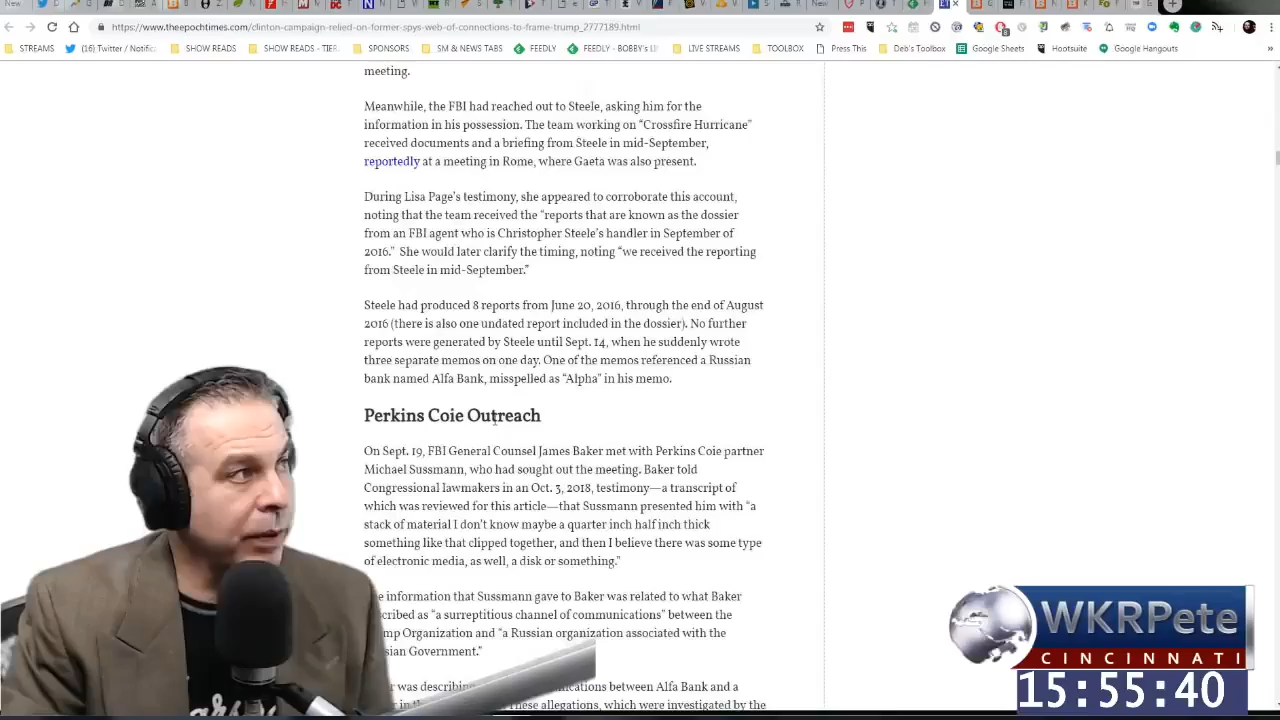 https://www.theepochtimes.com/clinton-campaign-relied-on-former-spys-web-of-connections-to-frame-trump_2777189.html
STREAMS (16) Twitter / Notific SHOW READS SHOW READS - TIER SPONSORS SM & NEWS TABS FEEDLY FEEDLY - BOBBY's LI LIVE STREAMS TOOLBOX Press This Deb's Toolbox Google Sheets Hootsuite Google Hangouts
meeting.
Meanwhile, the FBI had reached out to Steele, asking him for the
information in his possession. The team working on “Crossfire Hurricane”
received documents and a briefing from Steele in mid-September,
reportedly at a meeting in Rome, where Gaeta was also present.
During Lisa Page’s testimony, she appeared to corroborate this account,
noting that the team received the “reports that are known as the dossier
from an FBI agent who is Christopher Steele’s handler in September of
2016.” She would later clarify the timing, noting “we received the reporting
from Steele in mid-September.”
Steele had produced 8 reports from June 20, 2016, through the end of August
2016 (there is also one undated report included in the dossier). No further
reports were generated by Steele until Sept. 14, when he suddenly wrote
three separate memos on one day. One of the memos referenced a Russian
bank named Alfa Bank, misspelled as “Alpha” in his memo.
Perkins Coie Outreach
On Sept. 19, FBI General Counsel James Baker met with Perkins Coie partner
Michael Sussmann, who had sought out the meeting. Baker told
Congressional lawmakers in an Oct. 3, 2018, testimony—a transcript of
which was reviewed for this article—that Sussmann presented him with “a
stack of material I don’t know maybe a quarter inch half inch thick
something like that clipped together, and then I believe there was some type
of electronic media, as well, a disk or something.”
e information that Sussmann gave to Baker was related to what Baker
scribed as “a surreptitious channel of communications” between the
mp Organization and “a Russian organization associated with the
sian Government.”
was describin ications between Alfa Bank and a
in th hese allegations, which were investigated by the
WKRPete
CINCINNATI
15:55:40